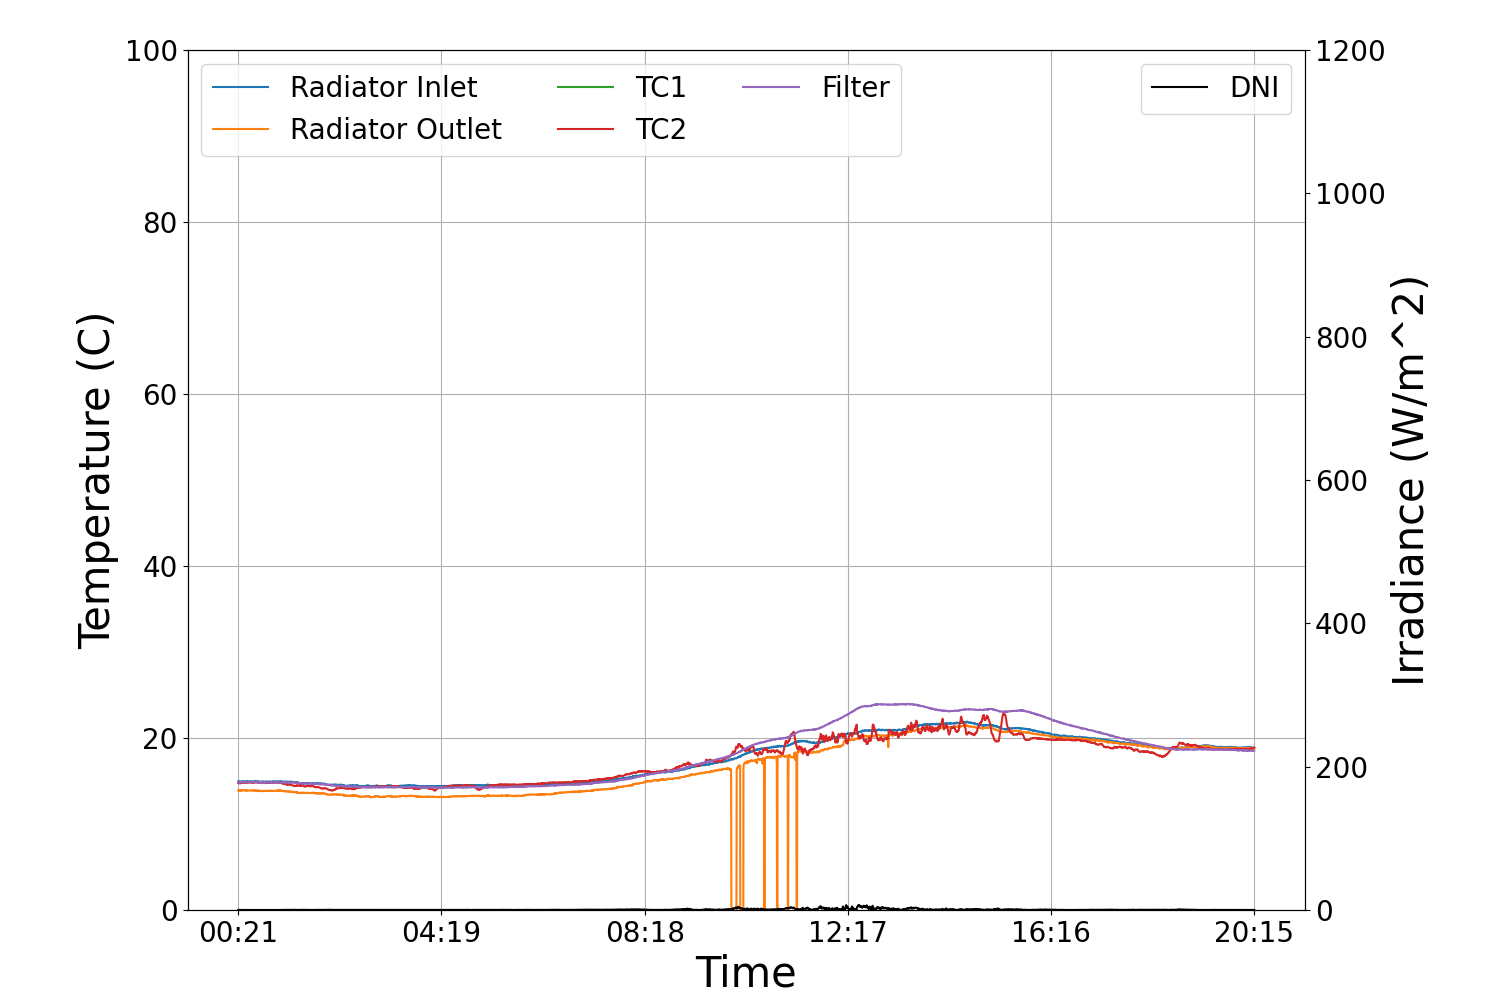 100
80
60
40
20
0
Temperature (C)
Radiator Inlet
Radiator Outlet
TC1
TC2
Filter
DNI
1200
1000
800
600
400
200
0
Irradiance (W/m^2)
00:21 04:19 08:18 12:17 16:16 20:15
Time